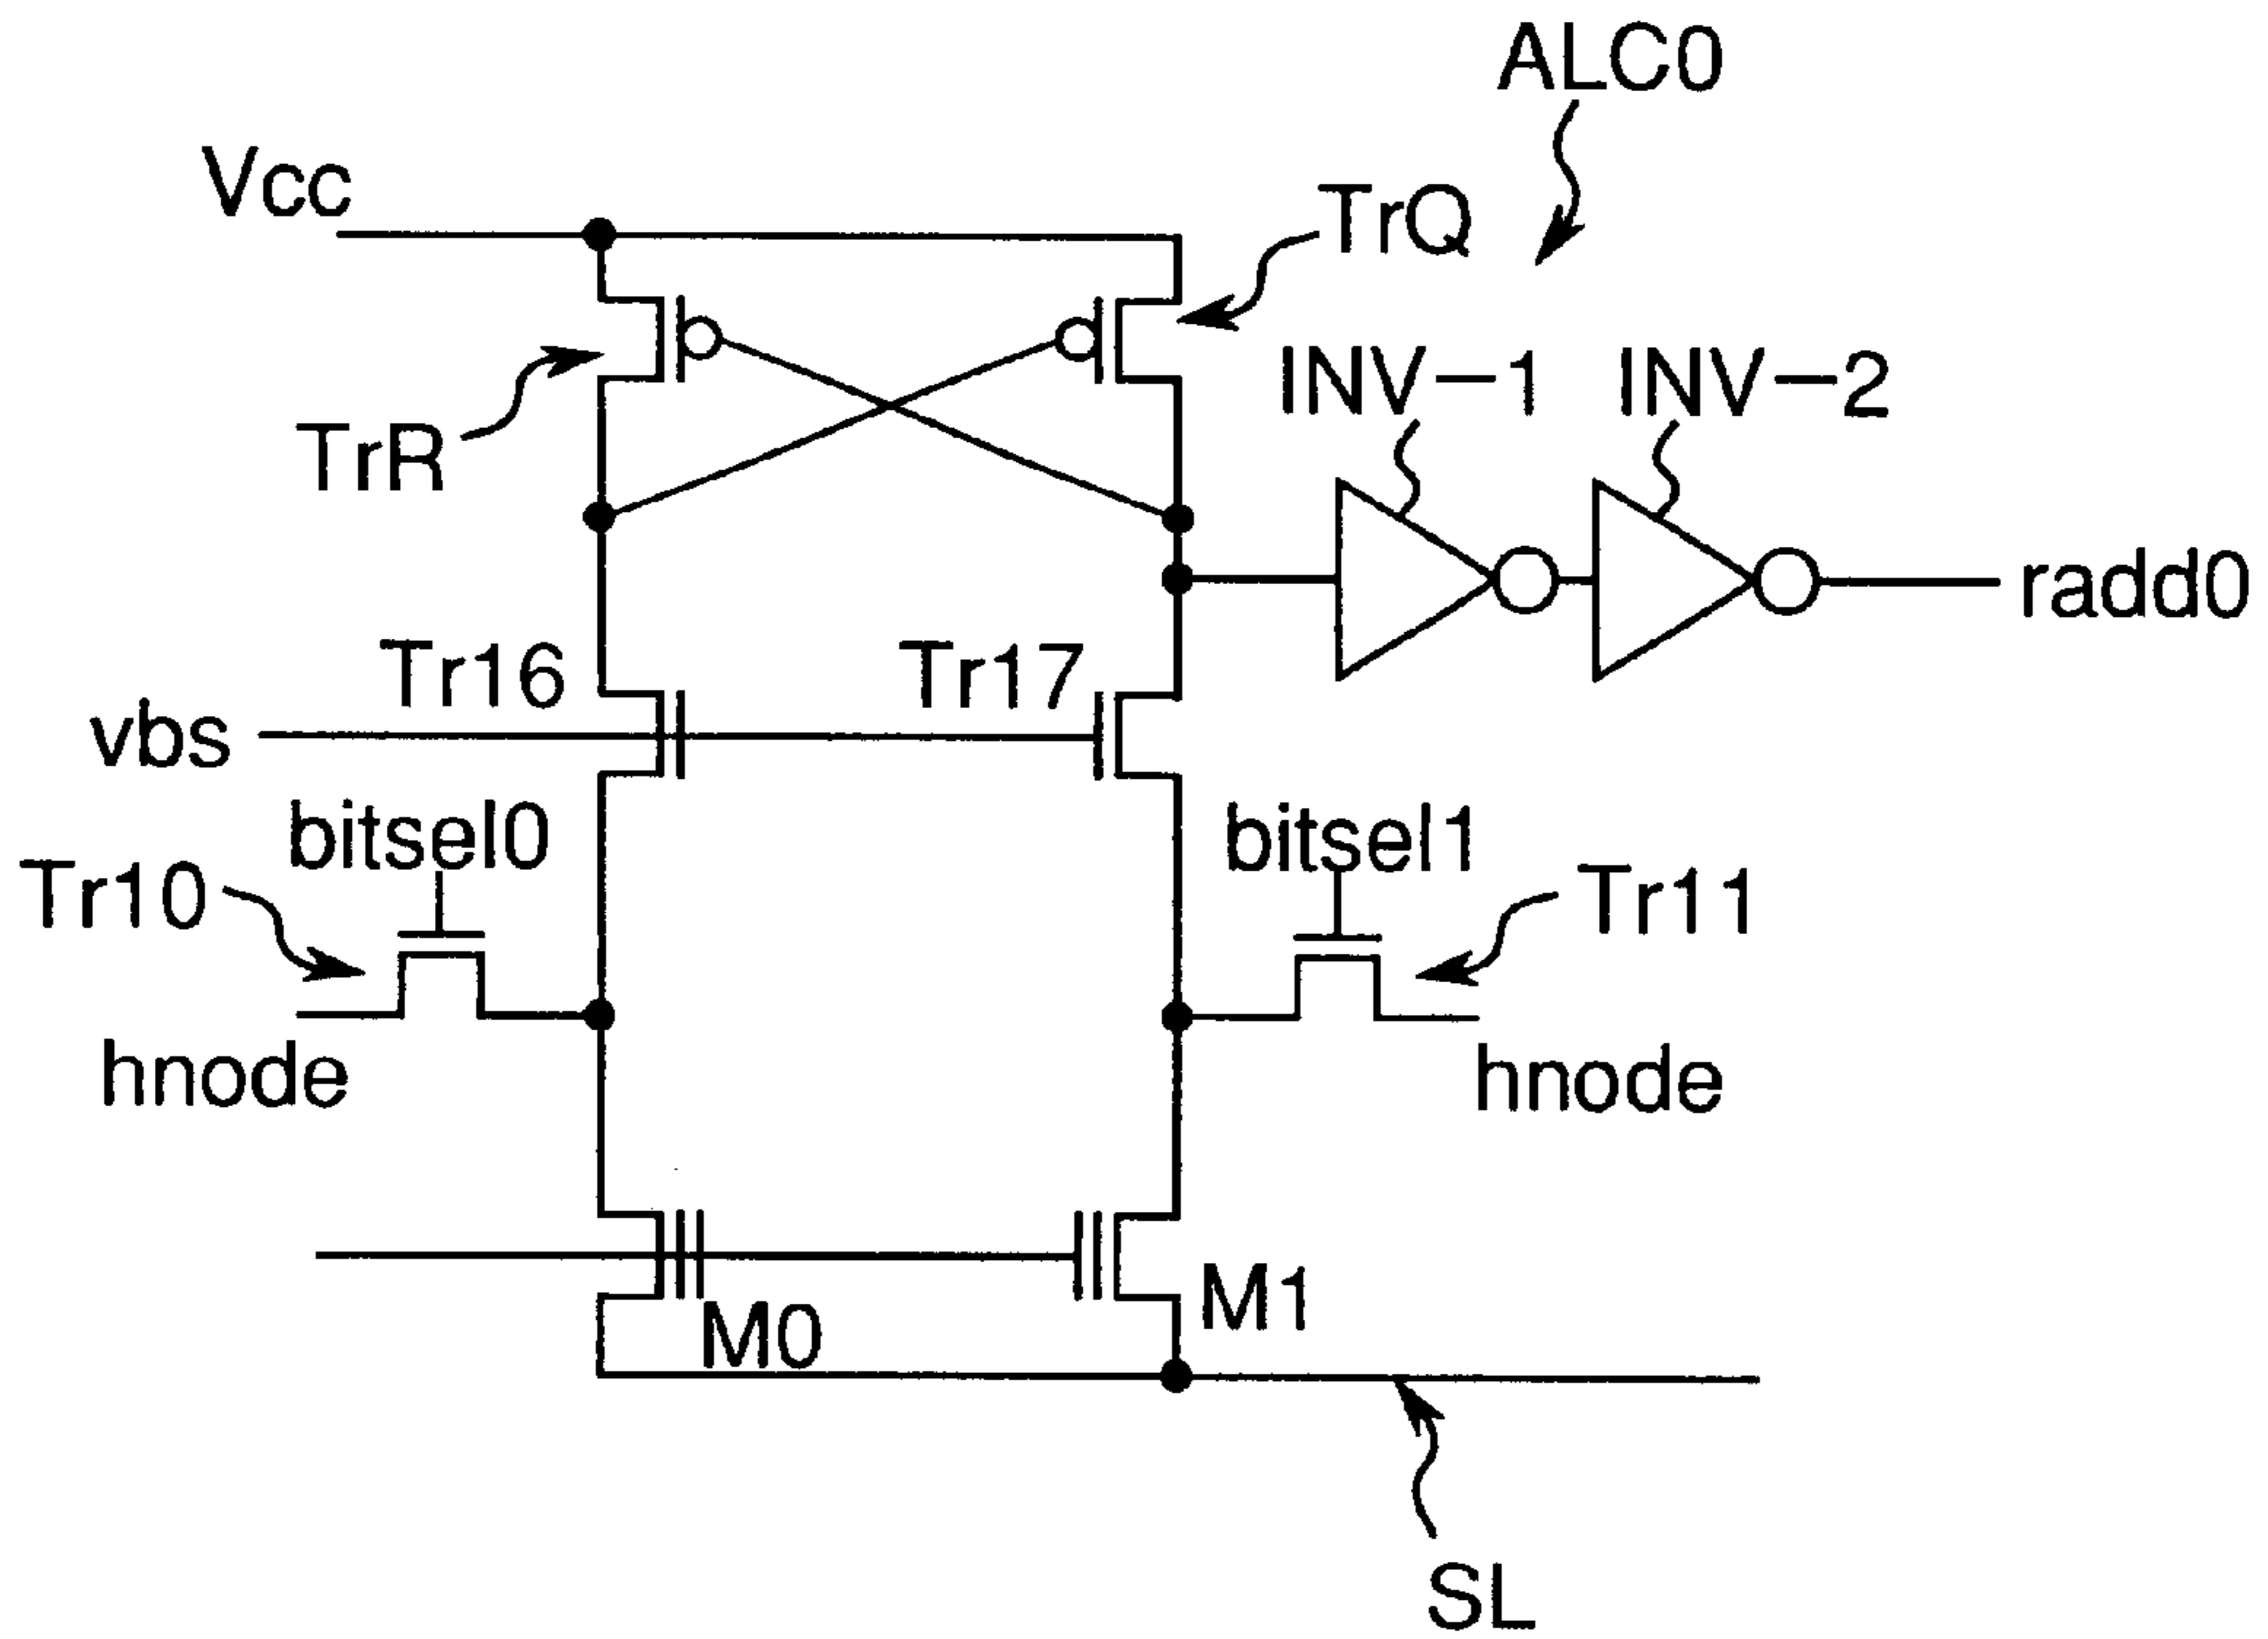 ALC0
Vcc
TrQ
INV-1
INV-2
TrR
radd0
Tr16
Tr17
vbs
bitsel0
bitsel1
Tr10
Tr11
hnode
hnode
M1
M0
SL